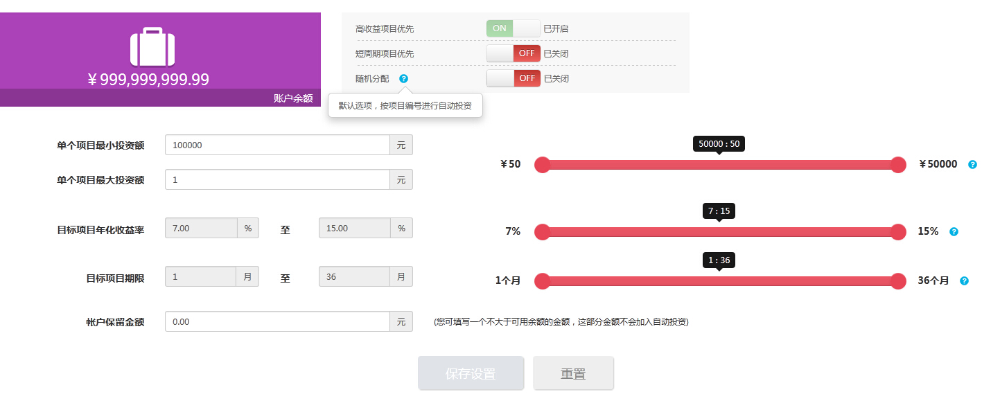 ¥ 999,999,999.99
账户余额
高收益项目优先 ON 已开启
短周期项目优先 OFF 已关闭
随机分配 ? OFF 已关闭
默认选项，按项目编号进行自动投资
单个项目最小投资额 100000 元
50000 : 50
¥50 ¥50000 ?
单个项目最大投资额 1 元
7 : 15
目标项目年化收益率 7.00 % 至 15.00 % 7% 15% ?
1 : 36
目标项目期限 1 月 至 36 月 1个月 36个月 ?
帐户保留金额 0.00 元 (您可填写一个不大于可用余额的金额，这部分金额不会加入自动投资)
保存设置 重置